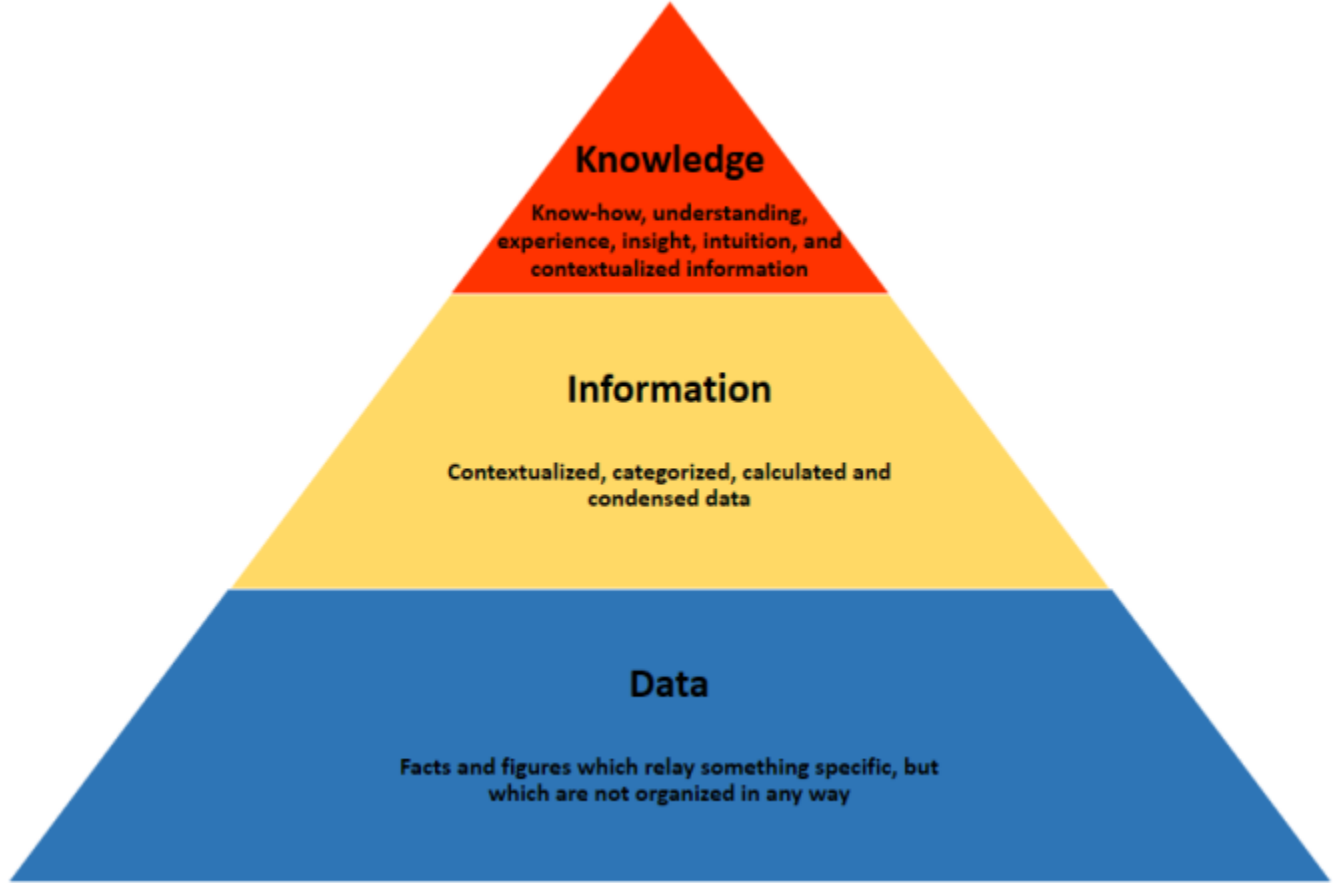 Knowledge
Know-how, understanding,
experience, insight, intuition, and
contextualized information
Information
Contextualized, categorized, calculated and
condensed data
Data
Facts and figures which relay something specific, but
which are not organized in any way